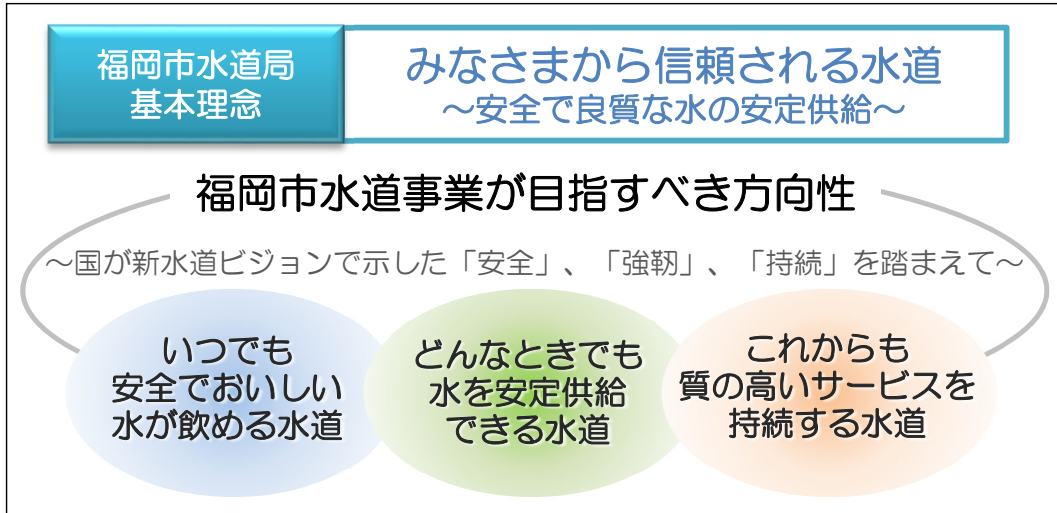 福岡市水道局
基本理念
みなさまから信頼される水道
～安全で良質な水の安定供給～
福岡市水道事業が目指すべき方向性
～国が新水道ビジョンで示した「安全」、「強靭」、「持続」を踏まえて～
いつでも
安全でおいしい
水が飲める水道
どんなときでも
水を安定供給
できる水道
これからも
質の高いサービスを
持続する水道